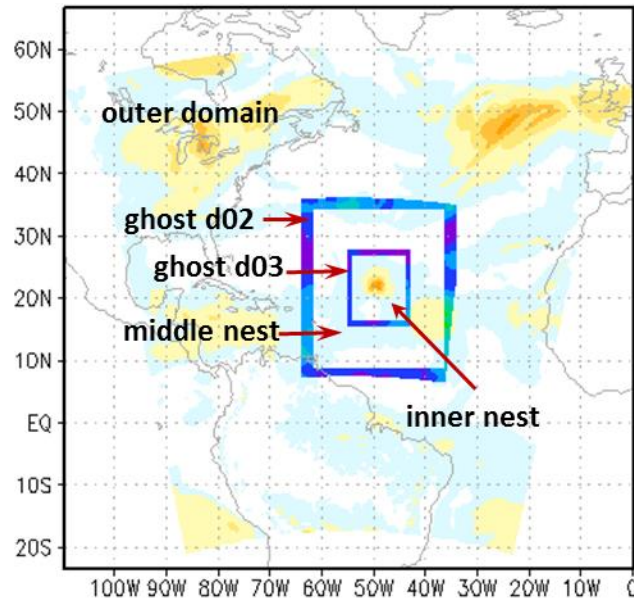 60N
outer domain
50N
40N
ghost d02
30N
ghost d03
20N
middle nest
10N
inner nest
EQ
10S
20S
100W 90W 80W 70W 60W 50W 40W 30W 20W 10W 0